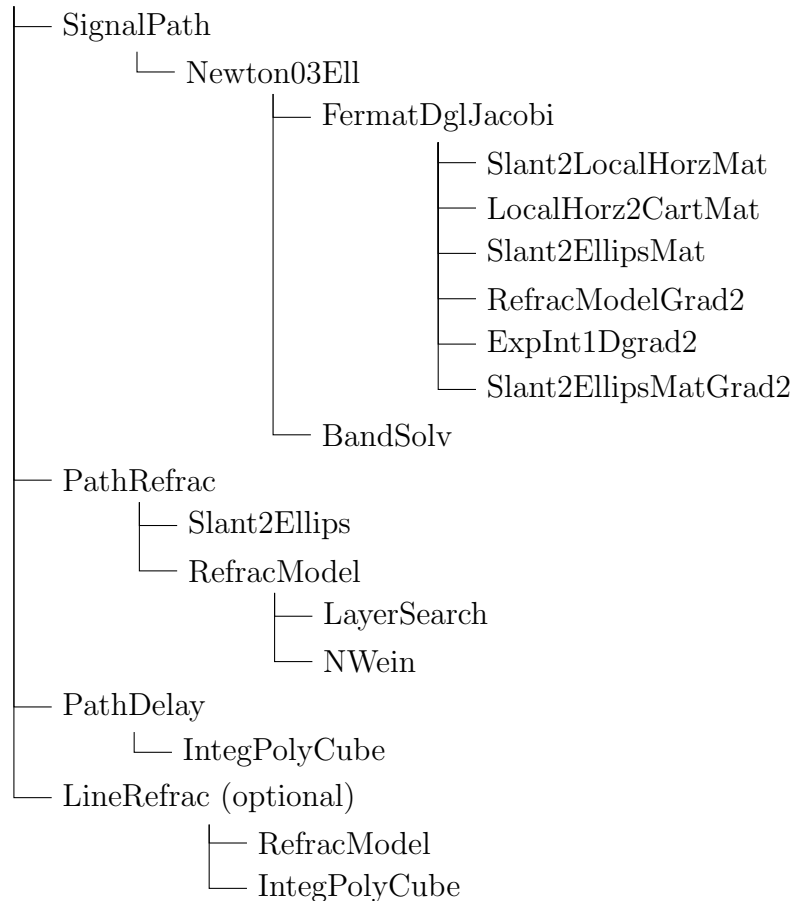 SignalPath
Newton03Ell
FermatDglJacobi
Slant2LocalHorzMat
LocalHorz2CartMat
Slant2EllipsMat
RefracModelGrad2
ExpInt1Dgrad2
Slant2EllipsMatGrad2
BandSolv
PathRefrac
Slant2Ellips
RefracModel
LayerSearch
NWein
PathDelay
IntegPolyCube
LineRefrac (optional)
RefracModel
IntegPolyCube